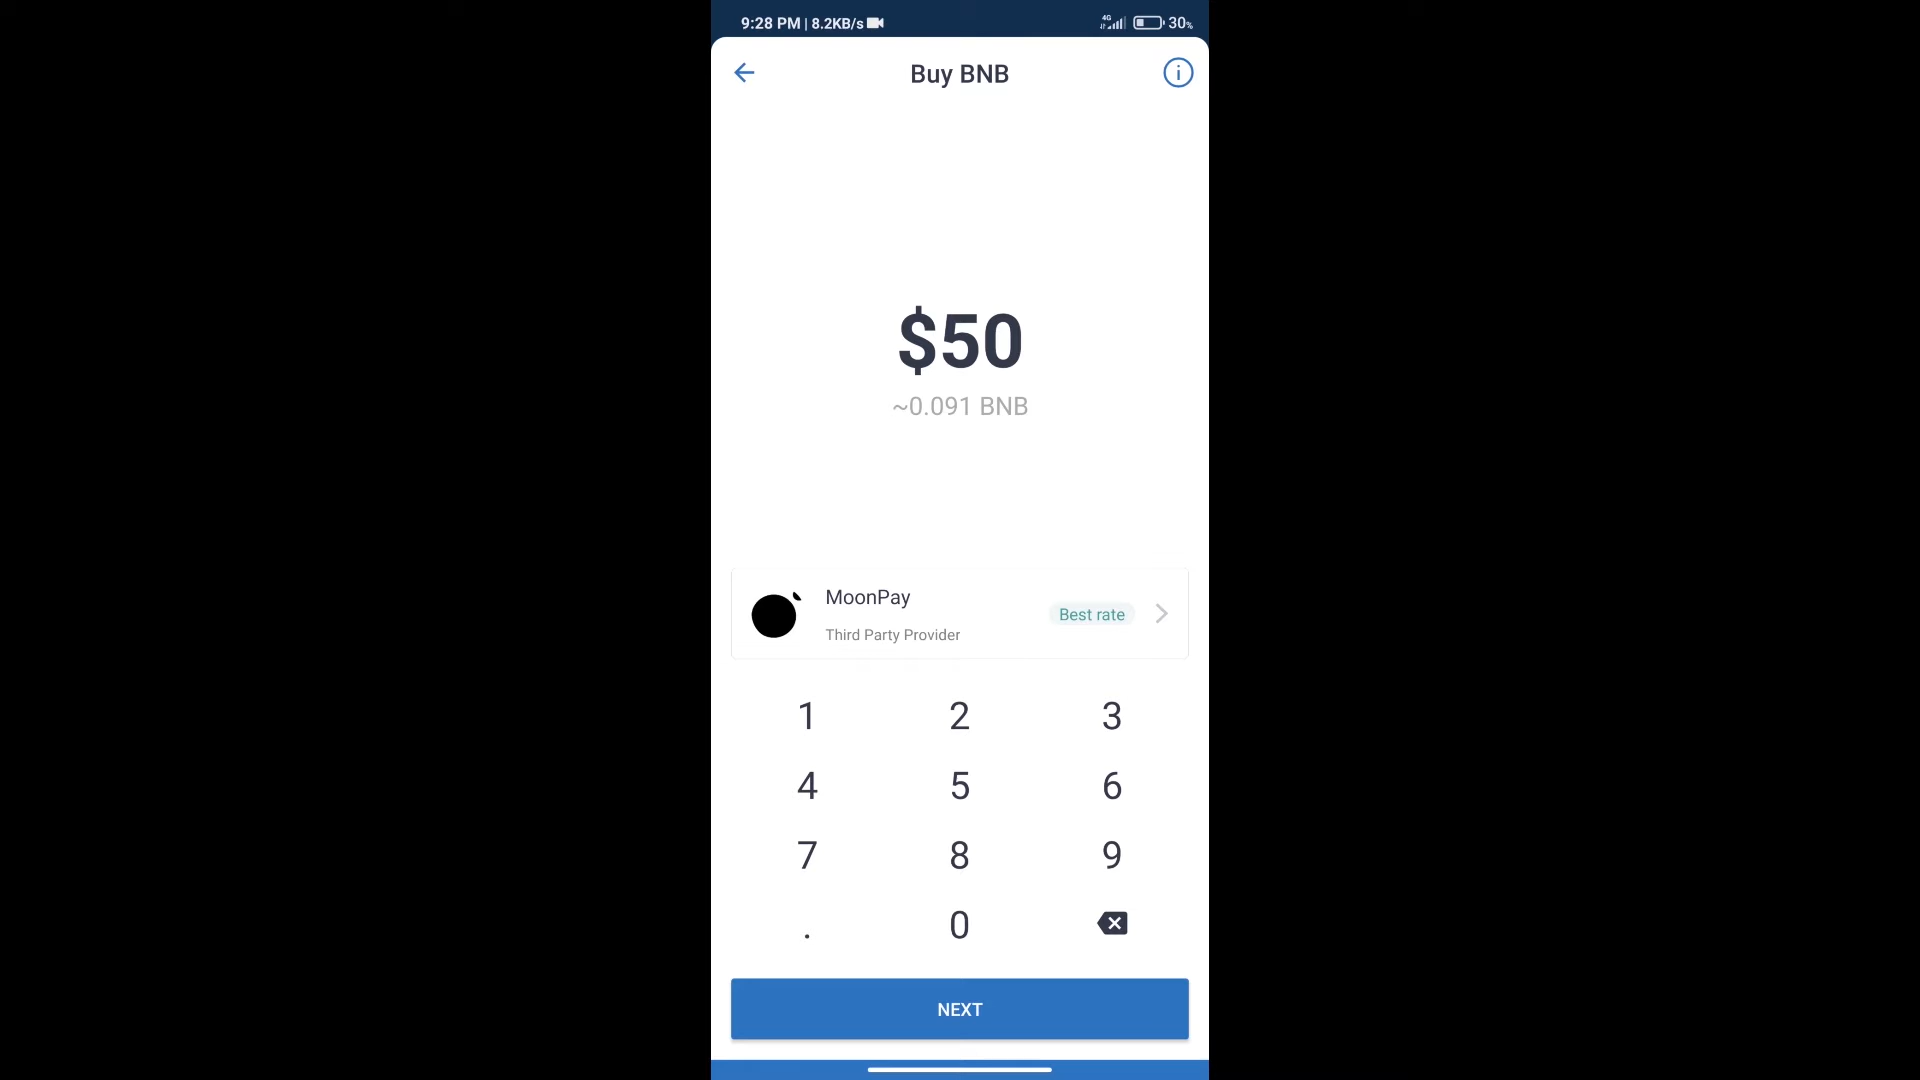 9:28 PM | 8.2KB/s
4G
30%
Buy BNB
$50
~0.091 BNB
MoonPay
Third Party Provider
Best rate
1 2 3
4 5 6
7 8 9
. 0
NEXT